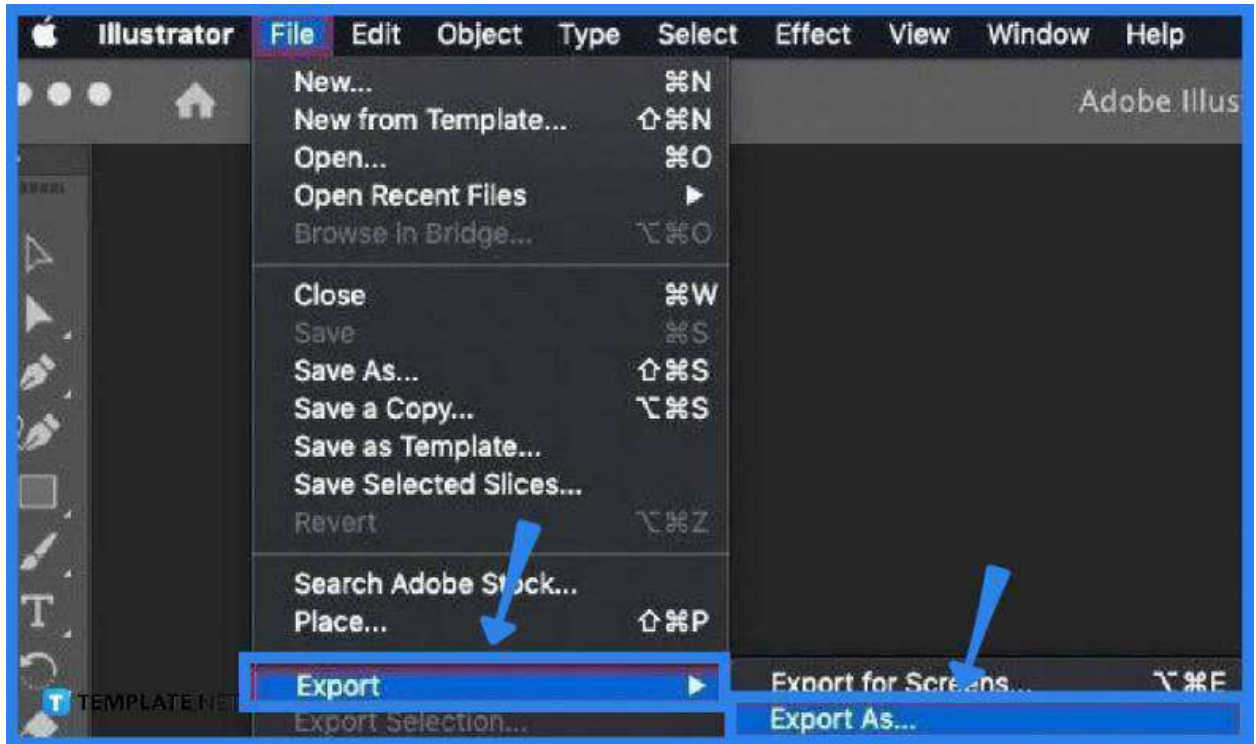 Illustrator File Edit Object Type Select Effect View Window Help
Adobe Illus
New... ⌘N
New from Template... ⇧⌘N
Open... ⌘O
Open Recent Files ▶
Browse in Bridge... ⌥⌘O
Close ⌘W
Save ⌘S
Save As... ⇧⌘S
Save a Copy... ⌥⌘S
Save as Template...
Save Selected Slices...
Revert ⌥⌘Z
Search Adobe Stock...
Place... ⇧⌘P
Export ▶
Export Selection...
Export for Screens... ⌥⌘E
Export As...
T
T TEMPLATE.NET